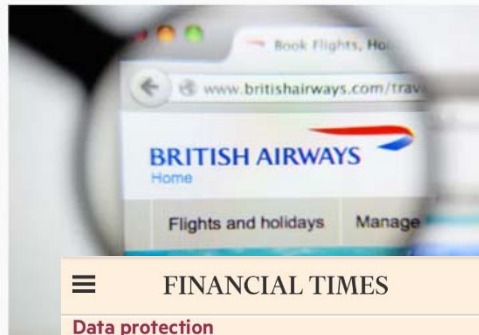 Book Flights, Ho
www.britishairways.com/trav
BRITISH AIRWAYS
Home
Flights and holidays
Manage
FINANCIAL TIMES
Data protection